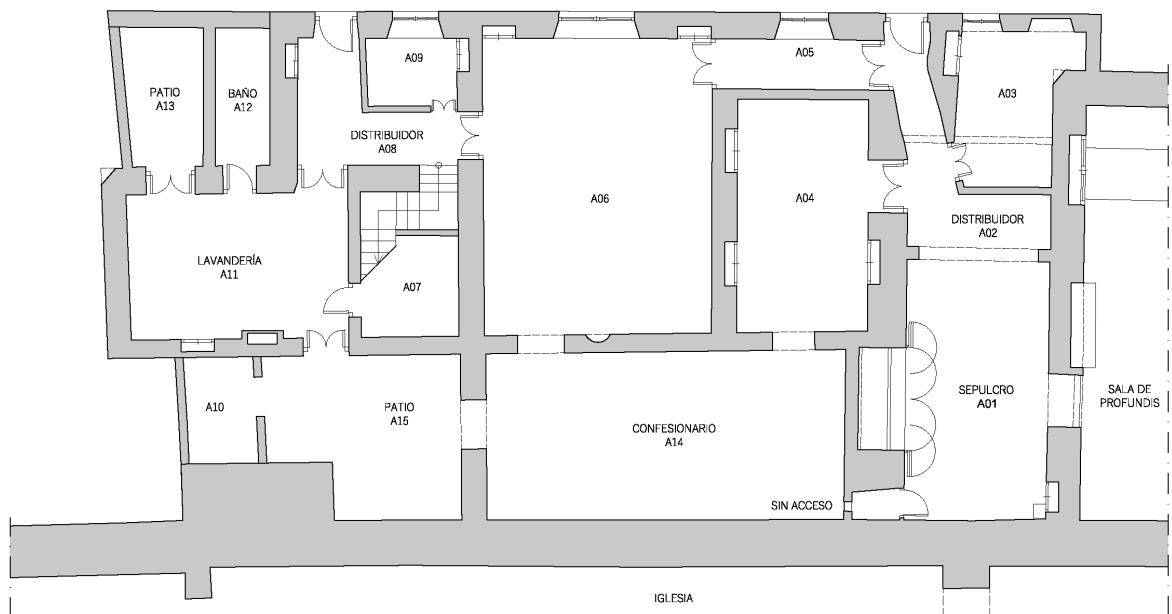 A05
A09
PATIO
A13
BAÑO
A12
A03
DISTRIBUIDOR
A08
A06
A04
DISTRIBUIDOR
A02
LAVANDERÍA
A11
A07
SEPULCRO
A01
SALA DE
PROFUNDIS
A10
PATIO
A15
CONFESIONARIO
A14
SIN ACCESO
IGLESIA